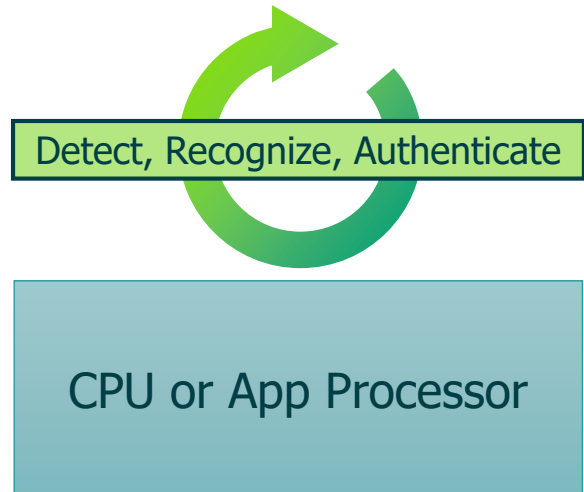 Detect, Recognize, Authenticate
CPU or App Processor